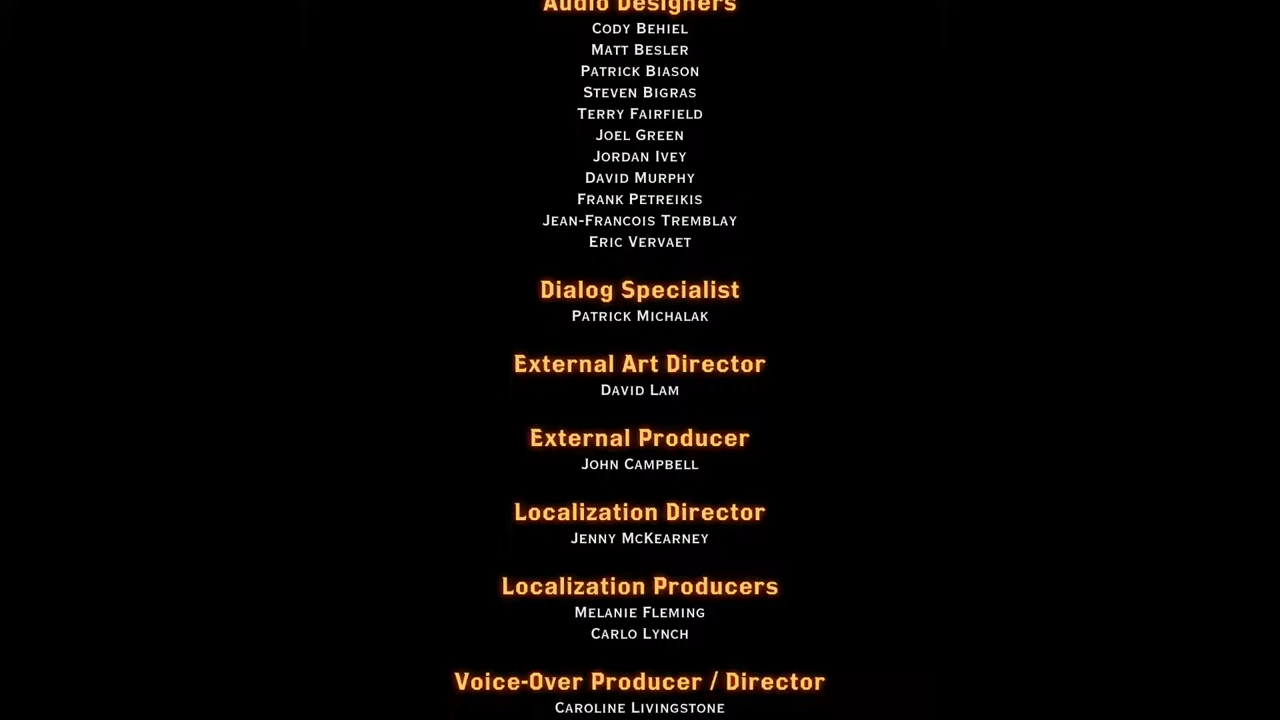 Audio Designers
Cody Behiel
Matt Besler
Patrick Biason
Steven Bigras
Terry Fairfield
Joel Green
Jordan Ivey
David Murphy
Frank Petreikis
Jean-Francois Tremblay
Eric Vervaet
Dialog Specialist
Patrick Michalak
External Art Director
David Lam
External Producer
John Campbell
Localization Director
Jenny McKearney
Localization Producers
Melanie Fleming
Carlo Lynch
Voice-Over Producer / Director
Caroline Livingstone